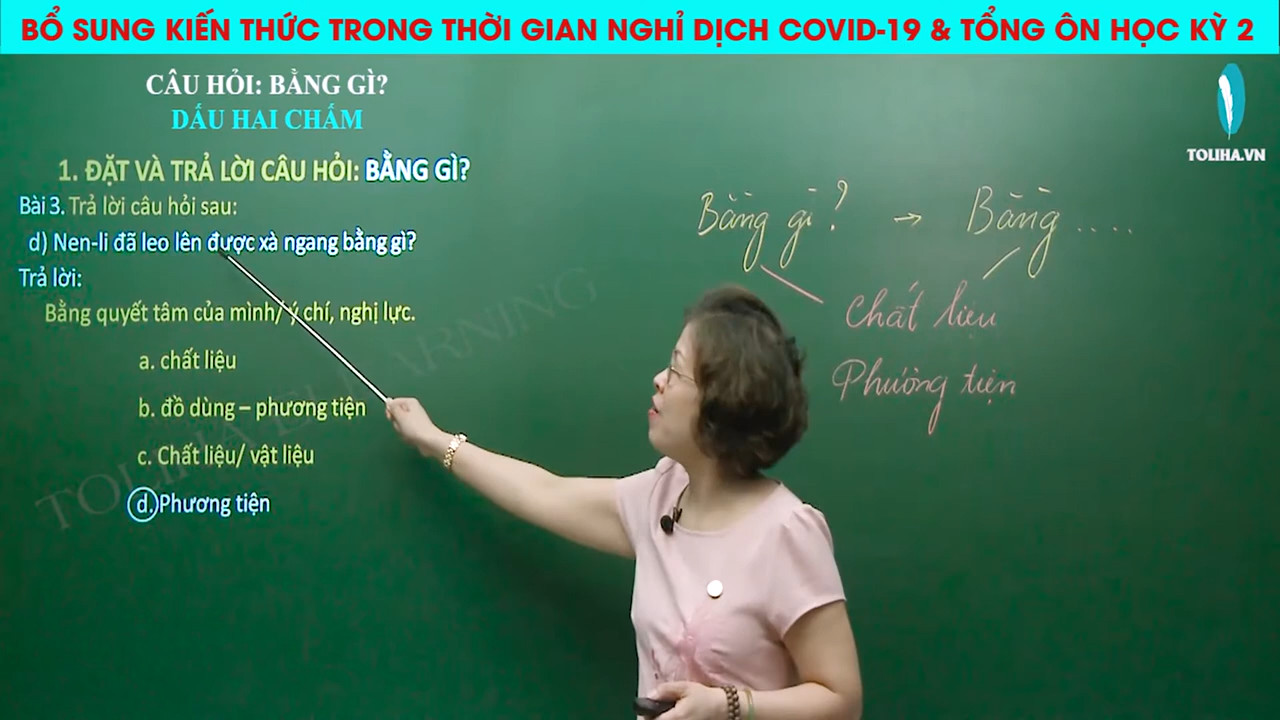 BỔ SUNG KIẾN THỨC TRONG THỜI GIAN NGHỈ DỊCH COVID-19 & TỔNG ÔN HỌC KỲ 2
CÂU HỎI: BẰNG GÌ?
DẤU HAI CHẤM
TOLIHA.VN
1. ĐẶT VÀ TRẢ LỜI CÂU HỎI: BẰNG GÌ?
Bài 3. Trả lời câu hỏi sau:
d) Nen-li đã leo lên được xà ngang bằng gì?
Trả lời:
Bằng quyết tâm của mình/ ý chí, nghị lực.
a. chất liệu
b. đồ dùng – phương tiện
c. Chất liệu/ vật liệu
d. Phương tiện
Bằng gì? → Bằng ....
Chất liệu
Phương tiện
TOLIHA E-LEARNING